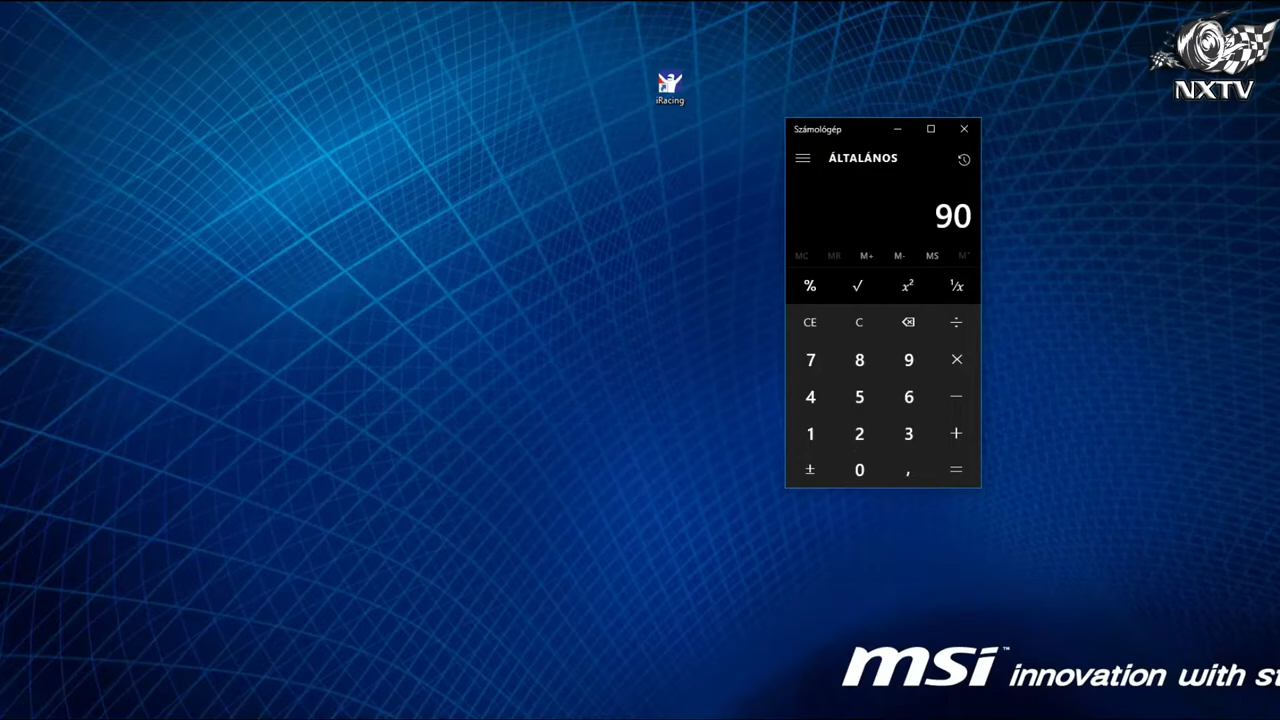 NXTV
iRacing
Számológép
ÁLTALÁNOS
90
MC MR M+ M- MS M˅
% √ x² ¹/x
CE C ÷
7 8 9 ×
4 5 6 −
1 2 3 +
± 0 , =
msi™ innovation with st